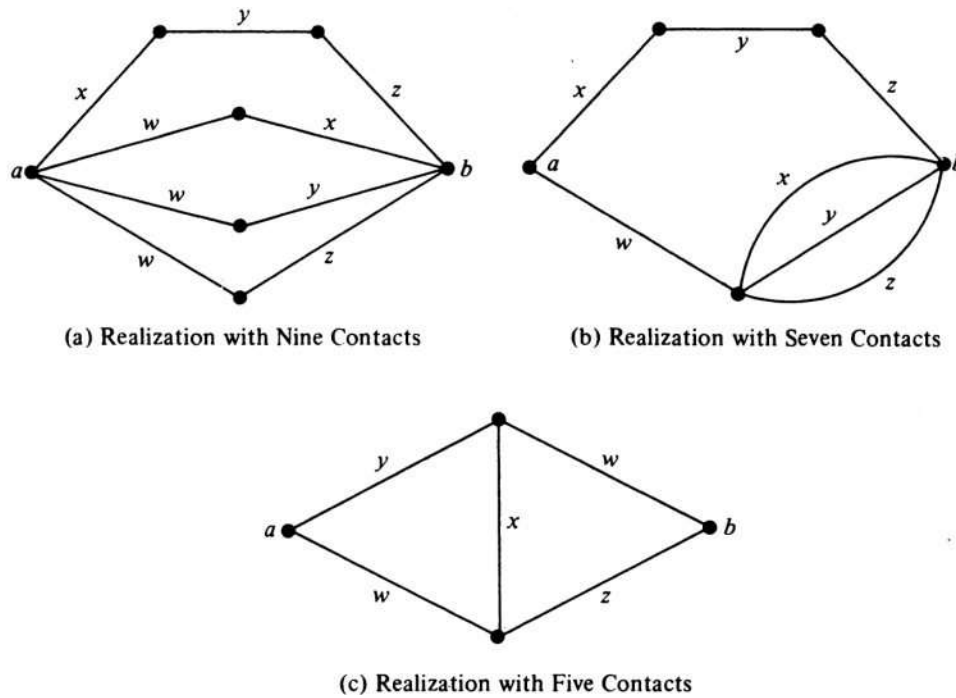 y
x
z
w
x
a
b
w
y
w
z
(a) Realization with Nine Contacts
y
x
z
a
x
y
w
z
(b) Realization with Seven Contacts
y
w
a
x
b
w
z
(c) Realization with Five Contacts